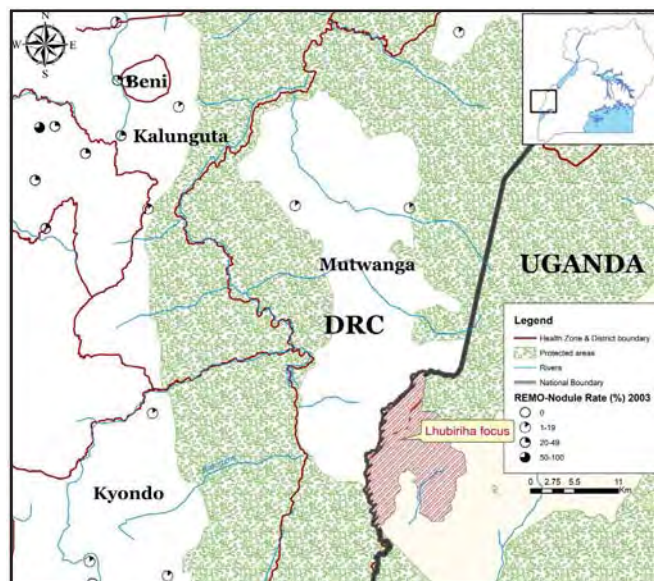 N
W E
S
Beni
Kalunguta
Mutwanga
UGANDA
DRC
Lhubiriha focus
Kyondo
Legend
Health Zone & District boundary
Protected areas
Rivers
National Boundary
REMO-Nodule Rate (%) 2003
0
1-19
20-49
50-100
0 2.75 5.5 11
Km